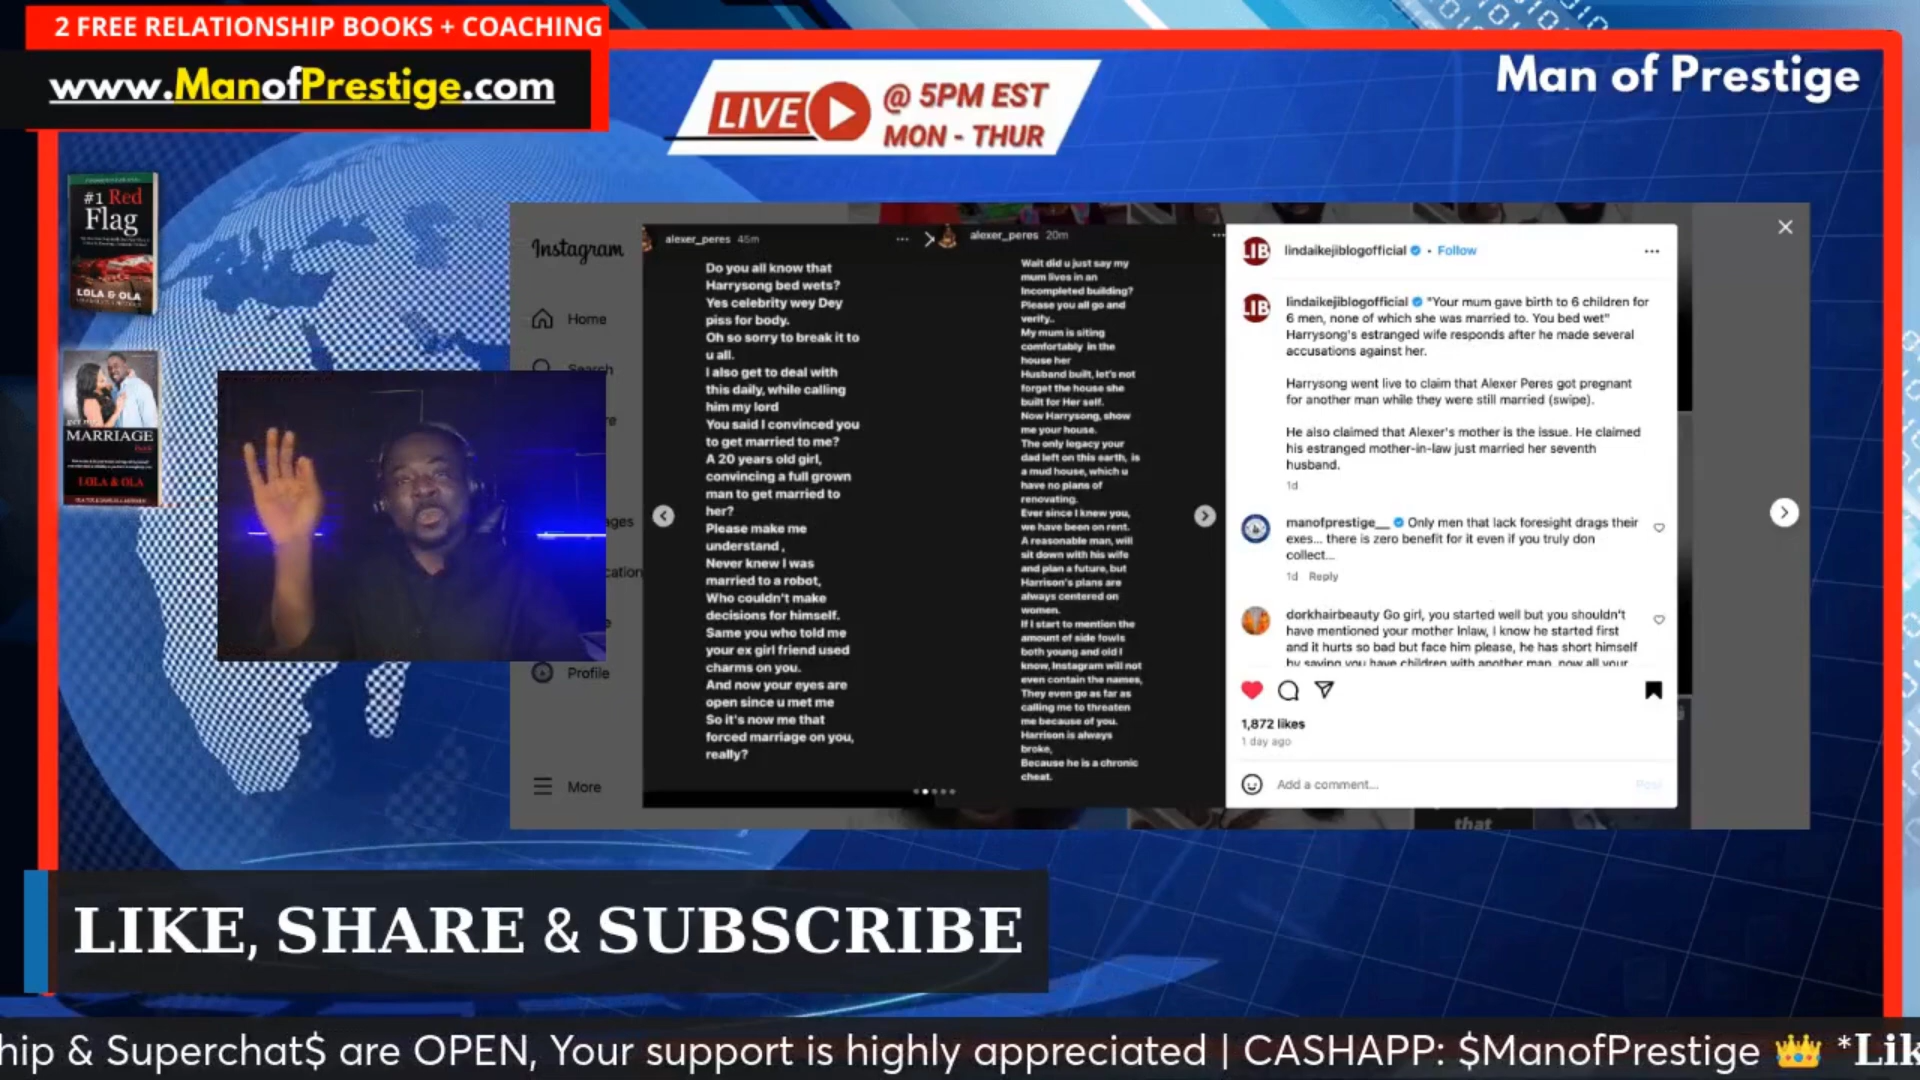 2 FREE RELATIONSHIP BOOKS + COACHING
www.ManofPrestige.com
LIVE
@ 5PM EST
MON - THUR
Man of Prestige
#1 Red
Flag
LOLA & OLA
MARRIAGE
LOLA & OLA
Instagram
Home
Search
Profile
More
alexer_peres 45m
Do you all know that
Harrysong bed wets?
Yes celebrity wey Dey
piss for body.
Oh so sorry to break it to
u all.
I also get to deal with
this daily, while calling
him my lord
You said I convinced you
to get married to me?
A 20 years old girl,
convincing a full grown
man to get married to
her?
Please make me
understand ,
Never knew I was
married to a robot,
Who couldn't make
decisions for himself.
Same you who told me
your ex girl friend used
charms on you.
And now your eyes are
open since u met me
So it's now me that
forced marriage on you,
really?
alexer_peres 20m
Wait did u just say my
mum lives in an
Incompleted building?
Please you all go and
verify..
My mum is siting
comfortably in the
house her
Husband built, let's not
forget the house she
built for Her self.
Now Harrysong, show
me your house.
The only legacy your
dad left on this earth, is
a mud house, which u
have no plans of
renovating.
Ever since I knew you,
we have been on rent.
A reasonable man, will
sit down with his wife
and plan a future, but
Harrison's plans are
always centered on
women.
If I start to mention the
amount of side fowls
both young and old I
know, Instagram will not
even contain the names,
They even go as far as
calling me to threaten
me because of you.
Harrison is always
broke,
Because he is a chronic
cheat.
LIB
lindaikejiblogofficial • Follow
LIB
lindaikejiblogofficial "Your mum gave birth to 6 children for
6 men, none of which she was married to. You bed wet"
Harrysong's estranged wife responds after he made several
accusations against her.
Harrysong went live to claim that Alexer Peres got pregnant
for another man while they were still married (swipe).
He also claimed that Alexer's mother is the issue. He claimed
his estranged mother-in-law just married her seventh
husband.
1d
manofprestige__ Only men that lack foresight drags their
exes... there is zero benefit for it even if you truly don
collect...
1d Reply
dorkhairbeauty Go girl, you started well but you shouldn't
have mentioned your mother Inlaw, I know he started first
and it hurts so bad but face him please, he has short himself
by saying you have children with another man, now all your
1,872 likes
1 day ago
Add a comment...
Post
that
LIKE, SHARE & SUBSCRIBE
hip & Superchat$ are OPEN, Your support is highly appreciated | CASHAPP: $ManofPrestige 👑 *Lik